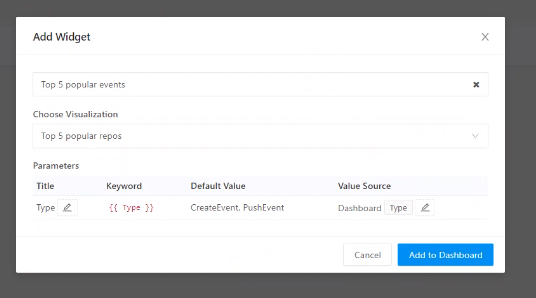 Add Widget
Top 5 popular events
Choose Visualization
Top 5 popular repos
Parameters
Title Keyword Default Value Value Source
Type {{ Type }} CreateEvent, PushEvent Dashboard Type
Cancel Add to Dashboard